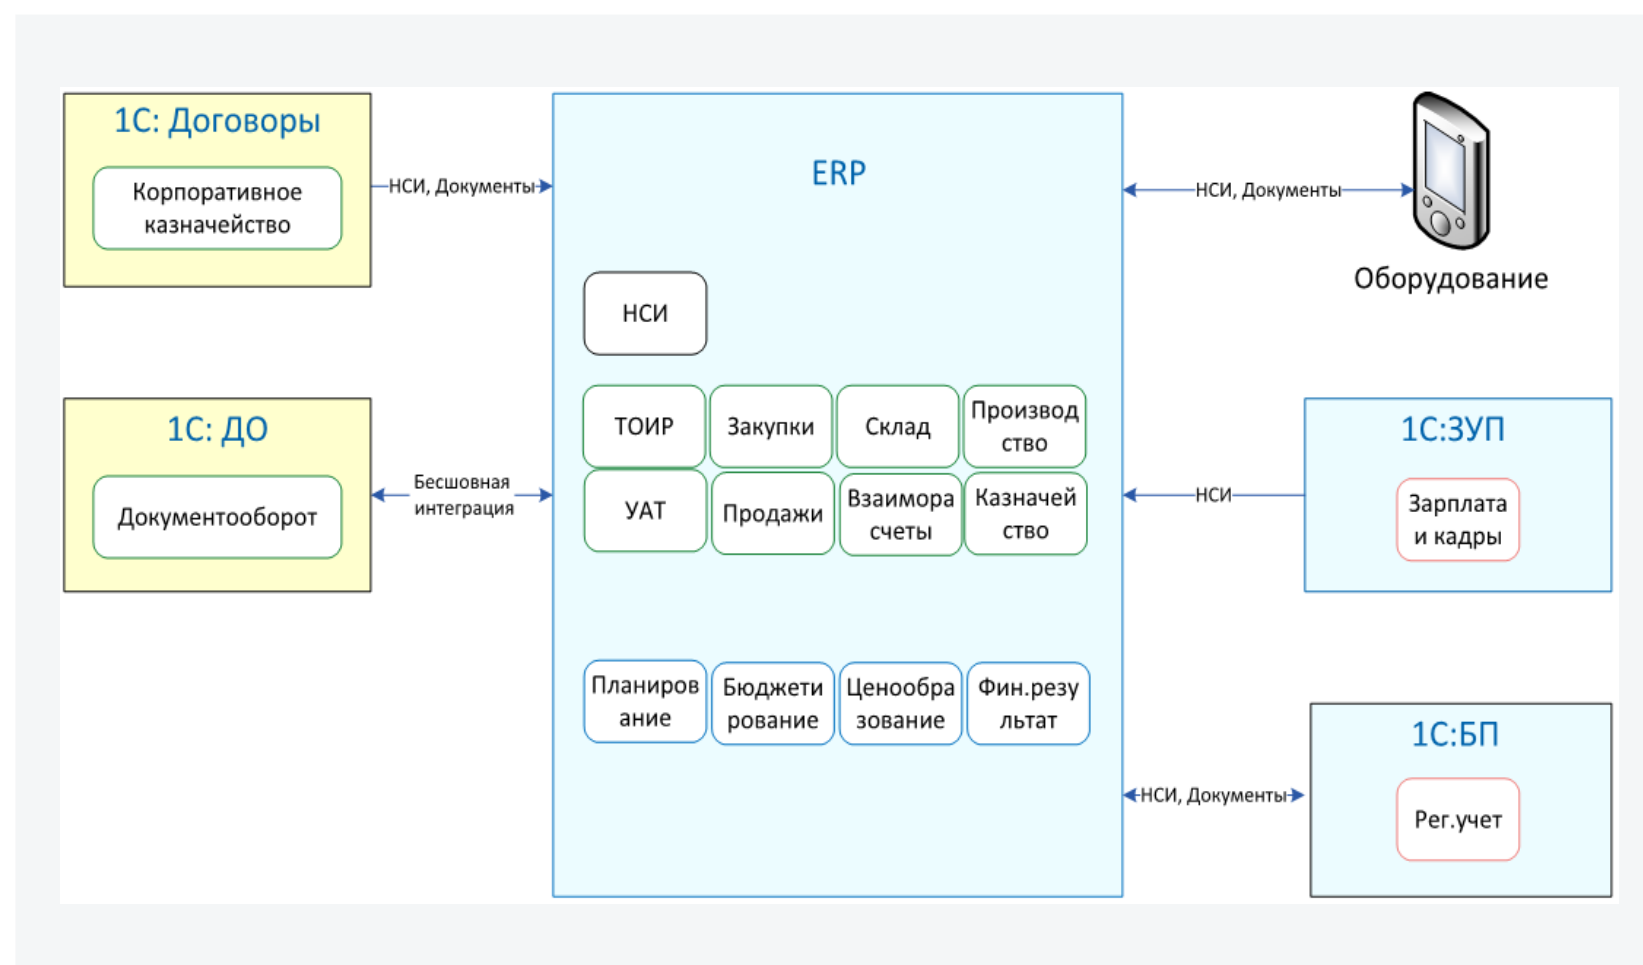 1С: Договоры
Корпоративное
казначейство
НСИ, Документы
ERP
НСИ, Документы
Оборудование
НСИ
1С: ДО
Документооборот
Бесшовная
интеграция
ТОИР
Закупки
Склад
Производ
ство
УАТ
Продажи
Взаимора
счеты
Казначей
ство
НСИ
1С:ЗУП
Зарплата
и кадры
Планиров
ание
Бюджети
рование
Ценообра
зование
Фин.резу
льтат
НСИ, Документы
1С:БП
Рег.учет